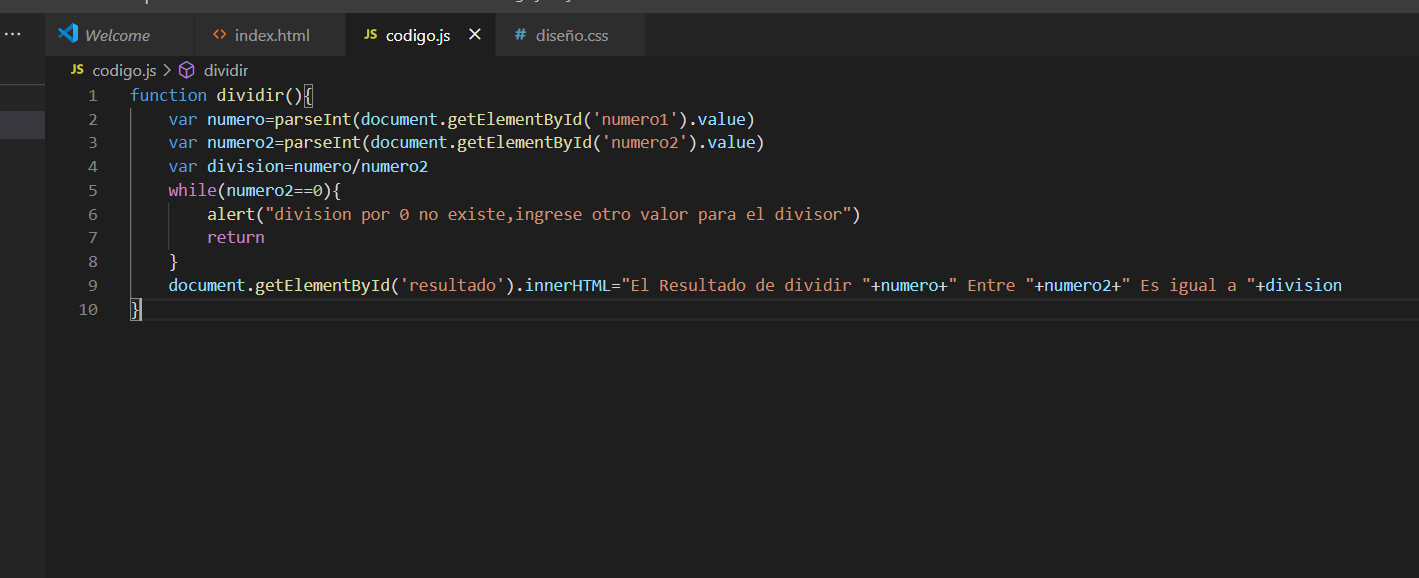 Welcome index.html JS codigo.js # diseño.css
JS codigo.js > dividir
1 function dividir(){
2 var numero=parseInt(document.getElementById('numero1').value)
3 var numero2=parseInt(document.getElementById('numero2').value)
4 var division=numero/numero2
5 while(numero2==0){
6 alert("division por 0 no existe,ingrese otro valor para el divisor")
7 return
8 }
9 document.getElementById('resultado').innerHTML="El Resultado de dividir "+numero+" Entre "+numero2+" Es igual a "+division
10 }